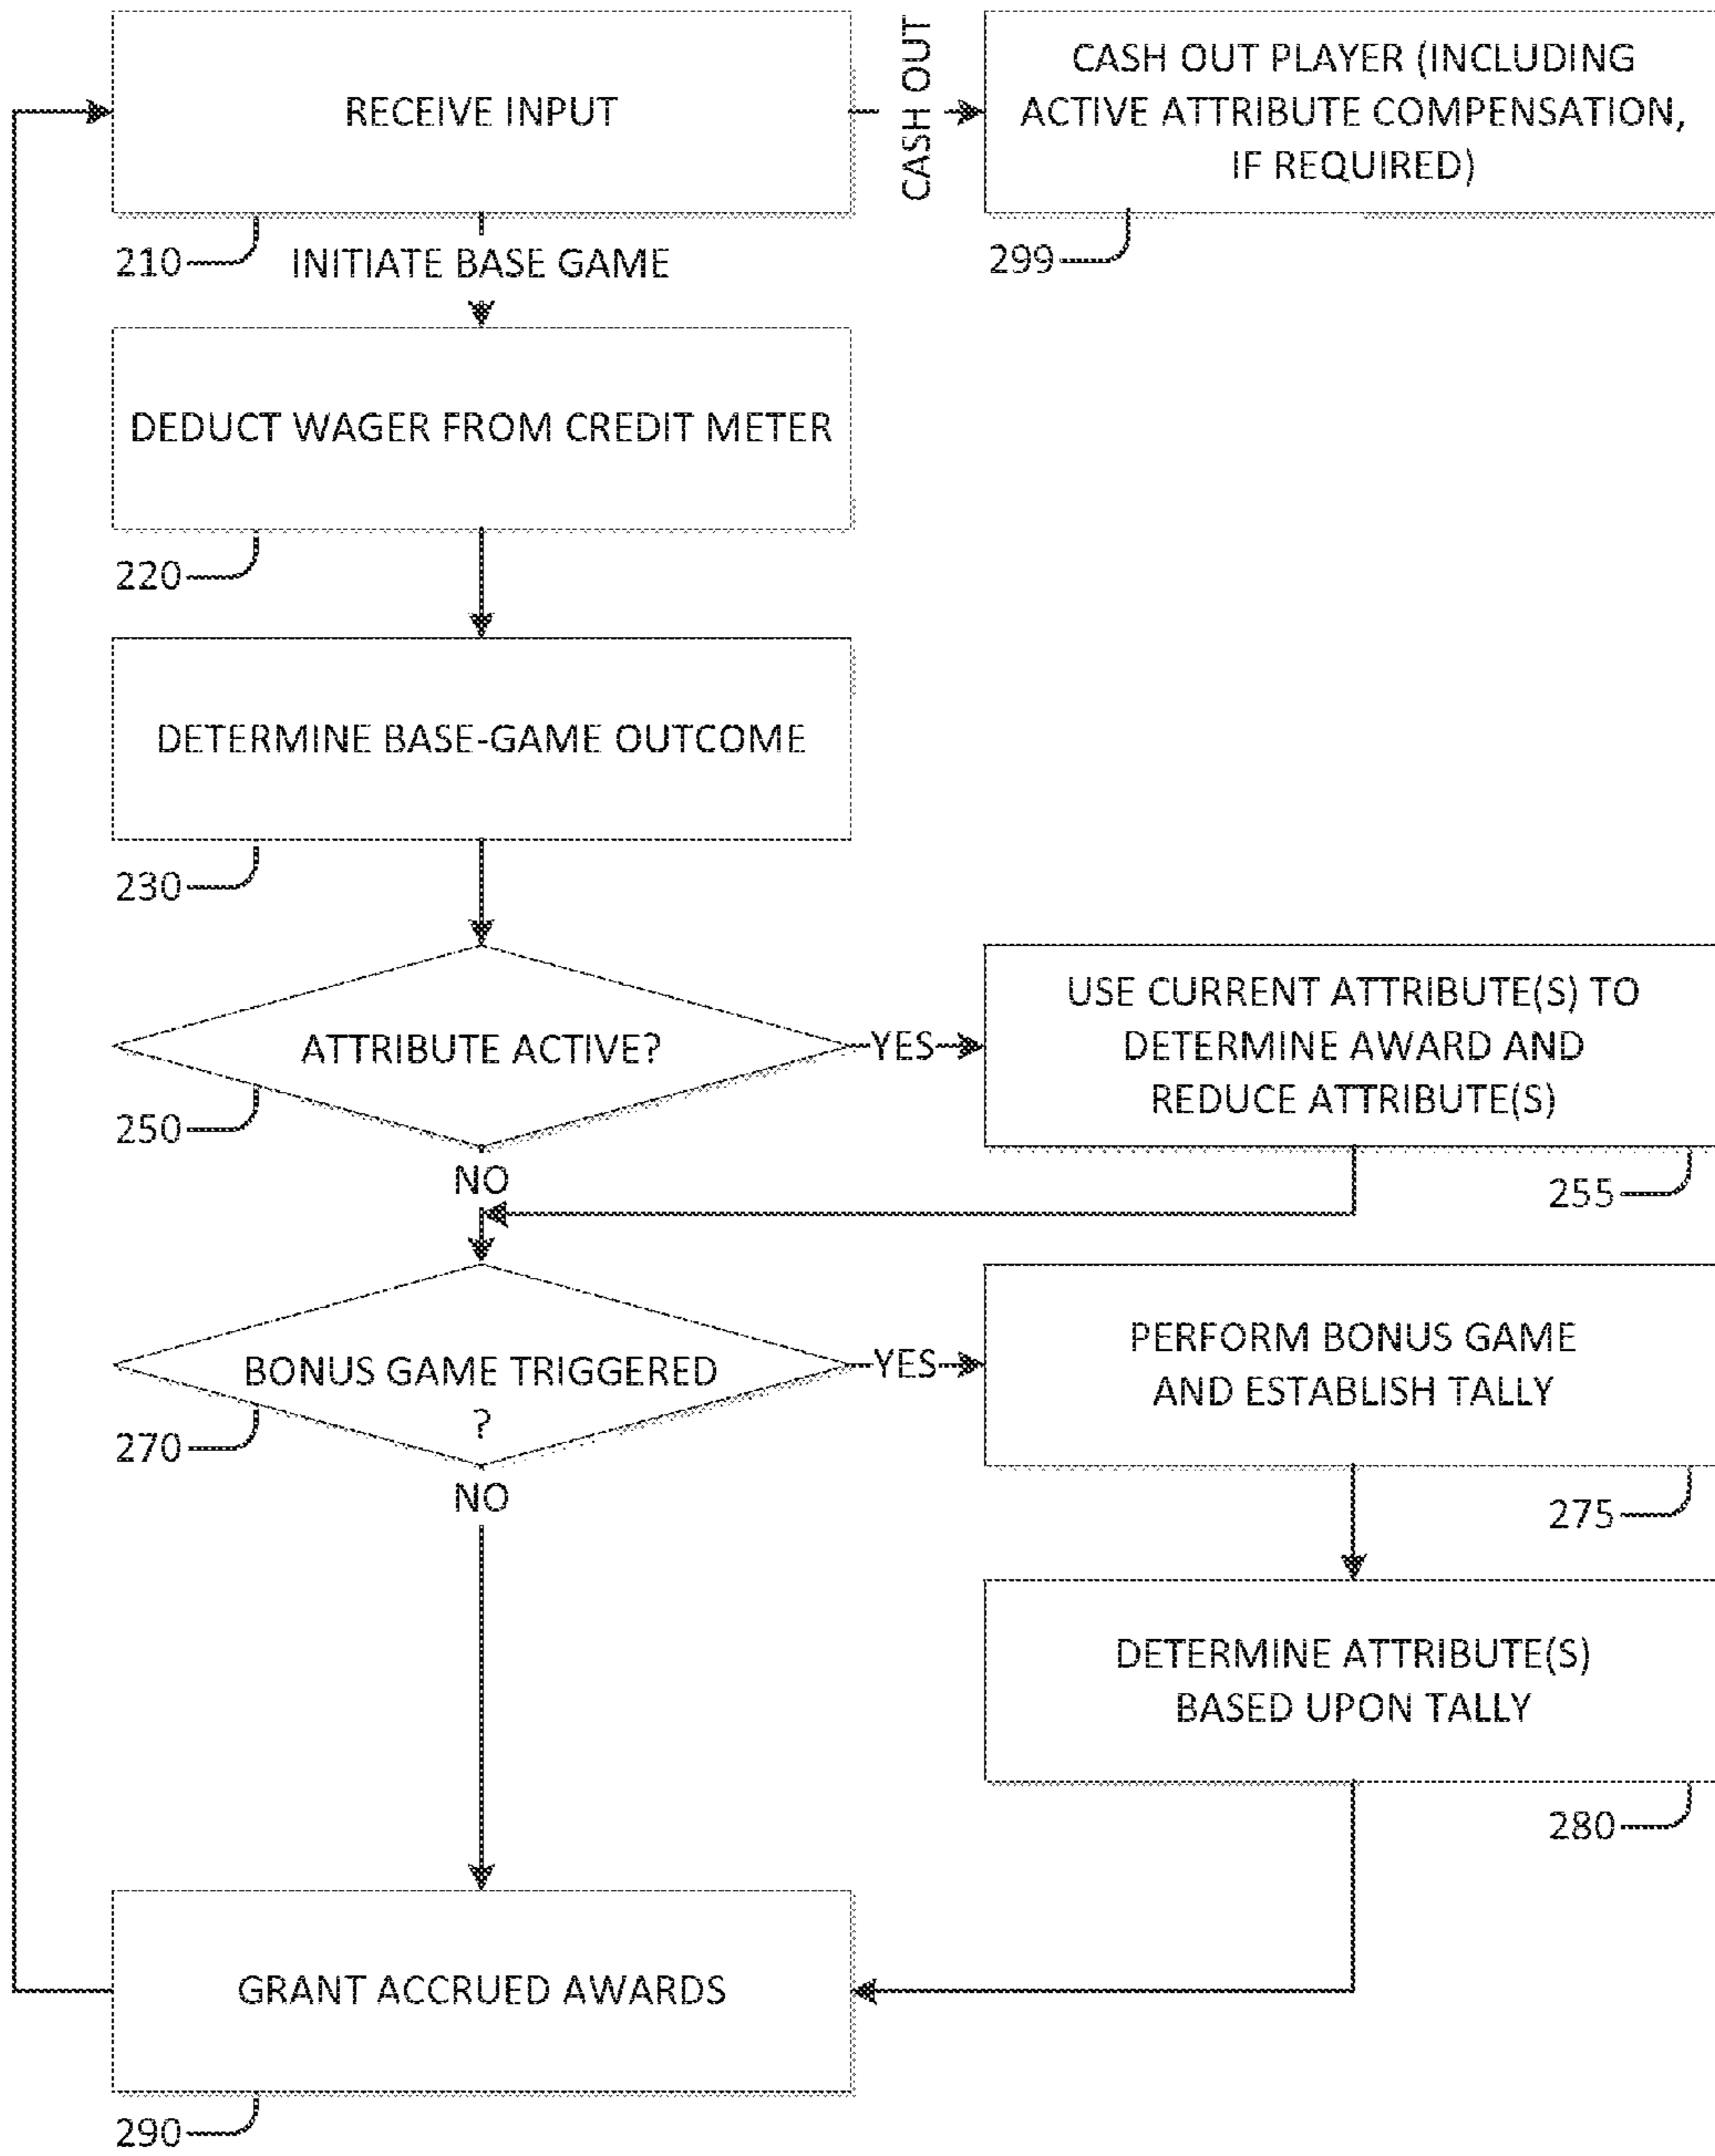 RECEIVE INPUT
CASH OUT
CASH OUT PLAYER (INCLUDING
ACTIVE ATTRIBUTE COMPENSATION,
IF REQUIRED)
210
INITIATE BASE GAME
299
DEDUCT WAGER FROM CREDIT METER
220
DETERMINE BASE-GAME OUTCOME
230
ATTRIBUTE ACTIVE?
YES
USE CURRENT ATTRIBUTE(S) TO
DETERMINE AWARD AND
REDUCE ATTRIBUTE(S)
250
NO
255
BONUS GAME TRIGGERED
?
YES
PERFORM BONUS GAME
AND ESTABLISH TALLY
270
NO
275
DETERMINE ATTRIBUTE(S)
BASED UPON TALLY
280
GRANT ACCRUED AWARDS
290